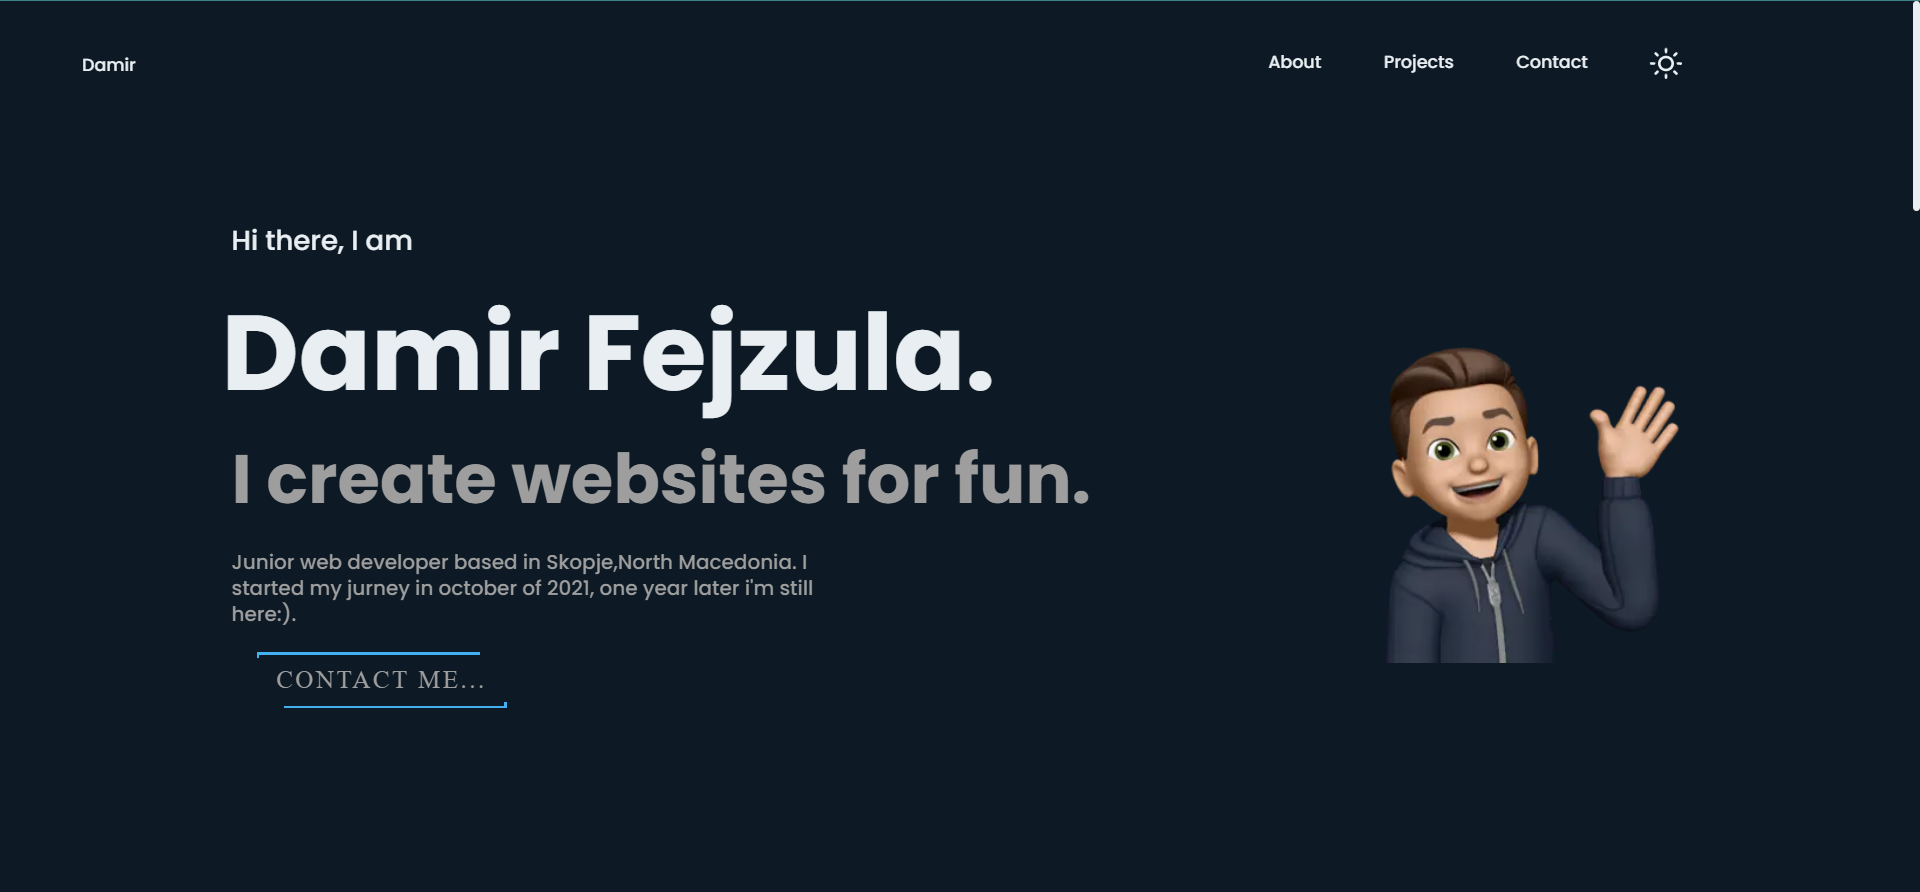 Damir
About
Projects
Contact
Hi there, I am
Damir Fejzula.
I create websites for fun.
Junior web developer based in Skopje,North Macedonia. I
started my jurney in october of 2021, one year later i'm still
here:).
CONTACT ME...